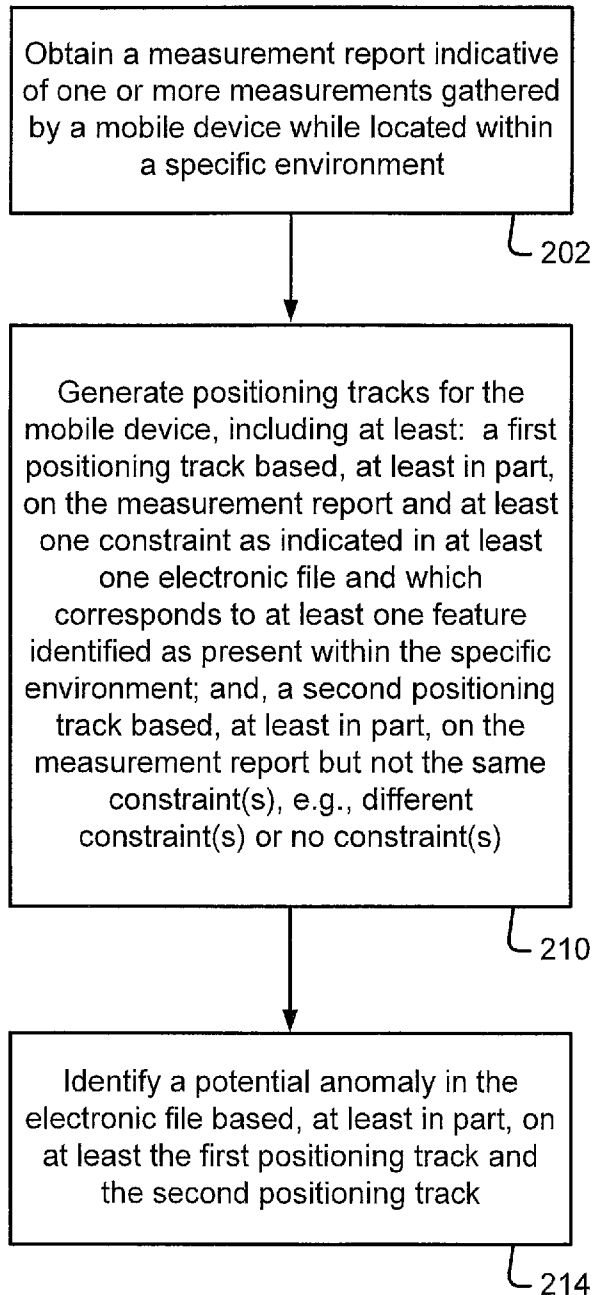 Obtain a measurement report indicative
of one or more measurements gathered
by a mobile device while located within
a specific environment
202
Generate positioning tracks for the
mobile device, including at least: a first
positioning track based, at least in part,
on the measurement report and at least
one constraint as indicated in at least
one electronic file and which
corresponds to at least one feature
identified as present within the specific
environment; and, a second positioning
track based, at least in part, on the
measurement report but not the same
constraint(s), e.g., different
constraint(s) or no constraint(s)
210
Identify a potential anomaly in the
electronic file based, at least in part, on
at least the first positioning track and
the second positioning track
214